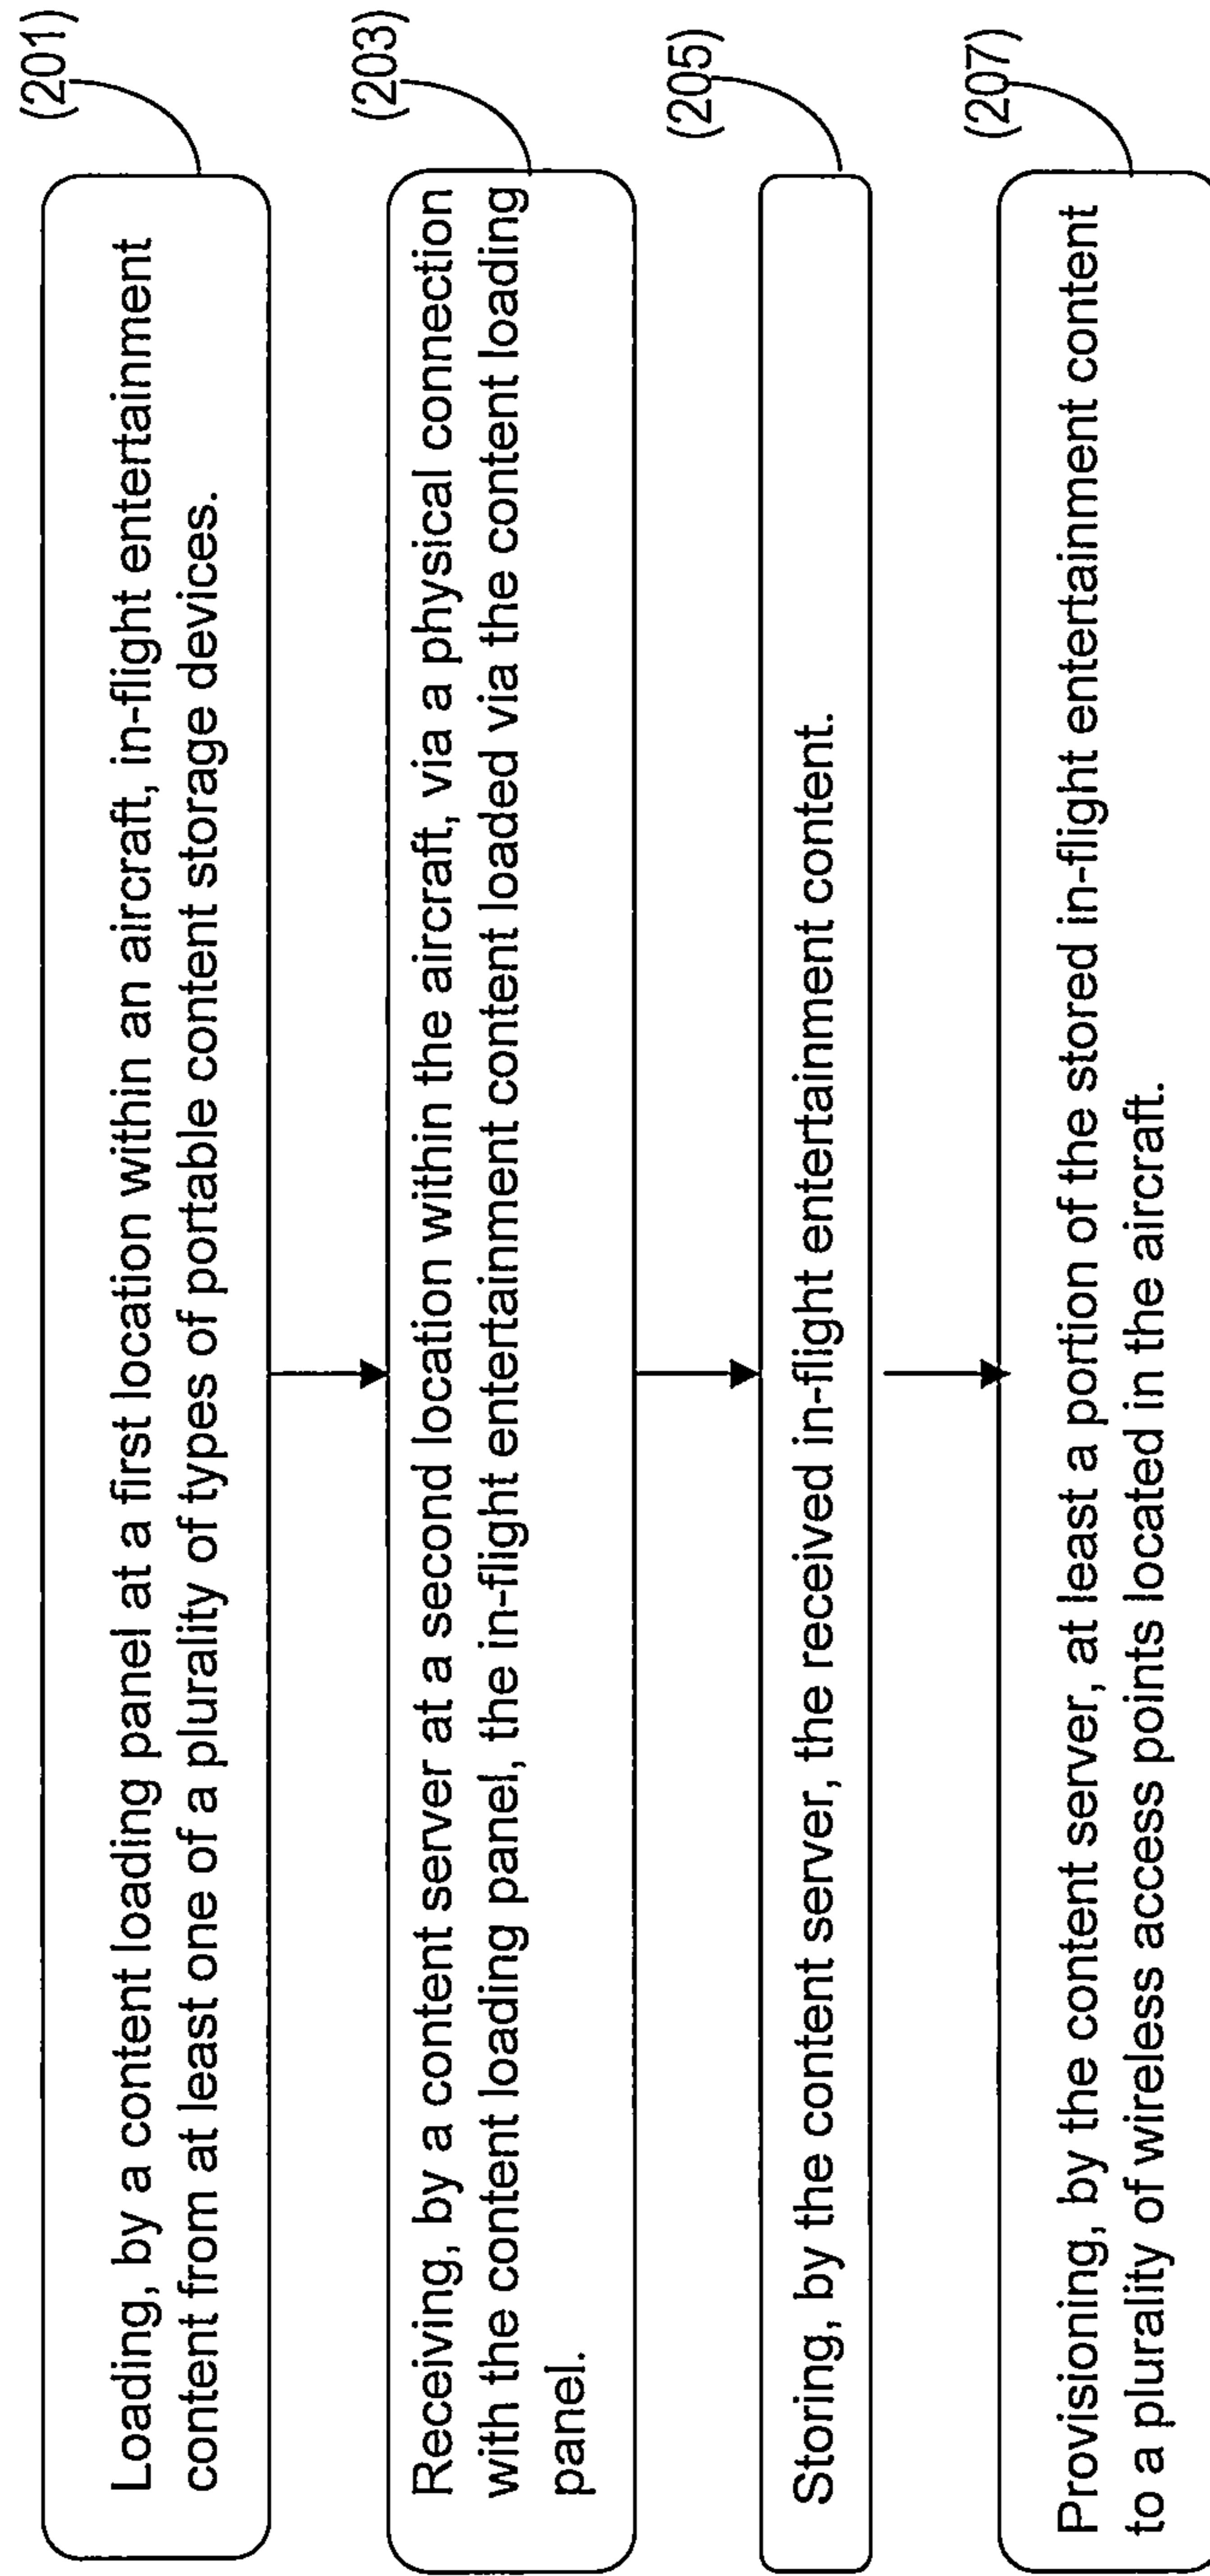 (201)
Loading, by a content loading panel at a first location within an aircraft, in-flight entertainment
content from at least one of a plurality of types of portable content storage devices.
(203)
Receiving, by a content server at a second location within the aircraft, via a physical connection
with the content loading panel, the in-flight entertainment content loaded via the content loading
panel.
(205)
Storing, by the content server, the received in-flight entertainment content.
(207)
Provisioning, by the content server, at least a portion of the stored in-flight entertainment content
to a plurality of wireless access points located in the aircraft.